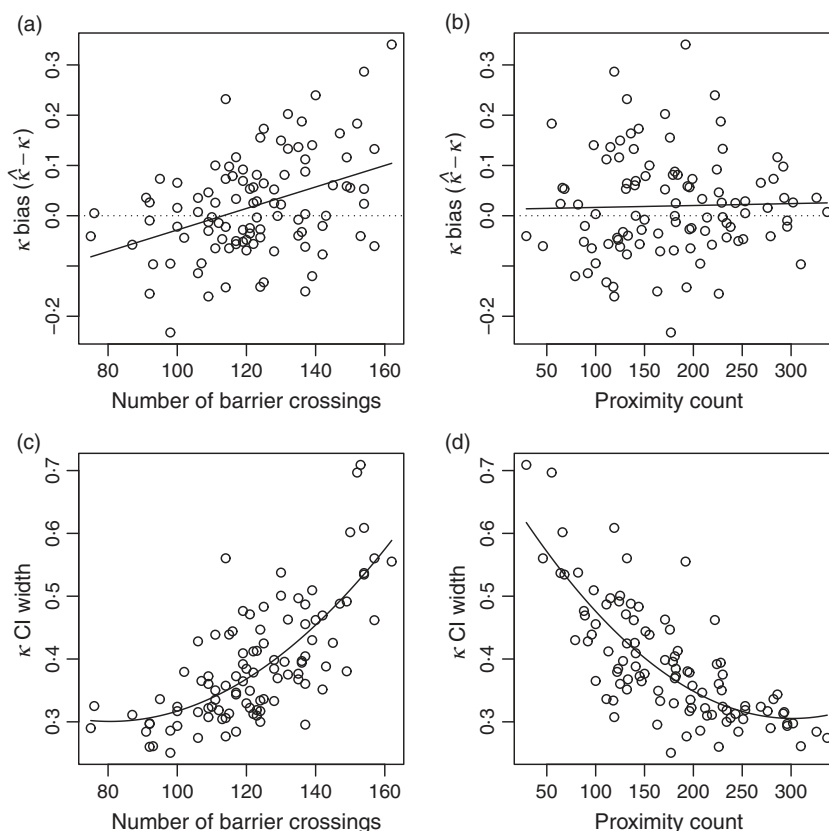 (a)
κ bias (κ̂−κ)
0·3
0·2
0·1
0·0
−0·2
80 100 120 140 160
Number of barrier crossings
(b)
κ bias (κ̂−κ)
0·3
0·2
0·1
0·0
−0·2
50 100 150 200 250 300
Proximity count
(c)
κ CI width
0·7
0·6
0·5
0·4
0·3
80 100 120 140 160
Number of barrier crossings
(d)
κ CI width
0·7
0·6
0·5
0·4
0·3
50 100 150 200 250 300
Proximity count